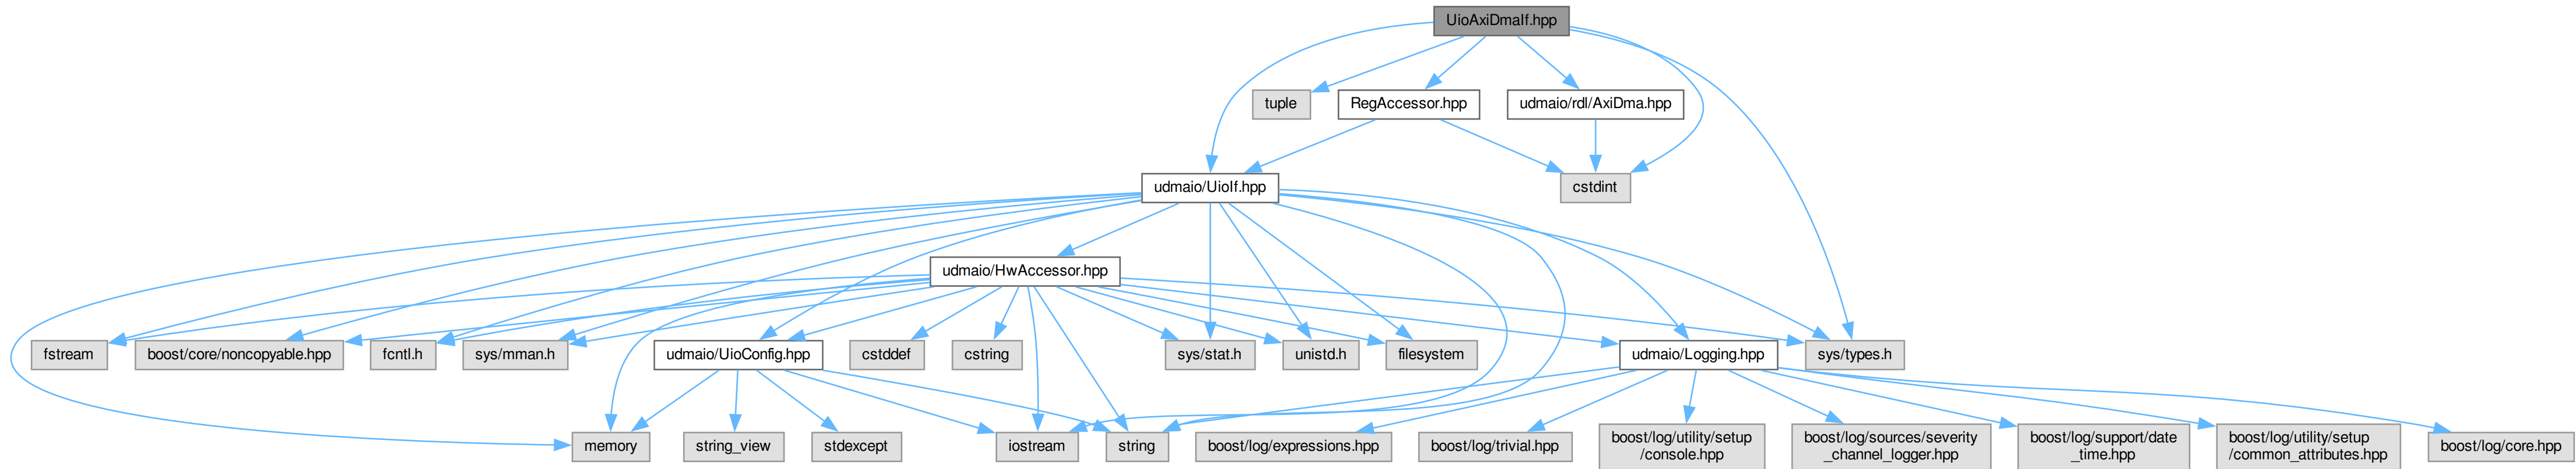 UioAxiDmaIf.hpp
tuple
RegAccessor.hpp
udmaio/rdl/AxiDma.hpp
udmaio/UioIf.hpp
cstdint
udmaio/HwAccessor.hpp
fstream
boost/core/noncopyable.hpp
fcntl.h
sys/mman.h
udmaio/UioConfig.hpp
cstddef
cstring
sys/stat.h
unistd.h
filesystem
udmaio/Logging.hpp
sys/types.h
memory
string_view
stdexcept
iostream
string
boost/log/expressions.hpp
boost/log/trivial.hpp
boost/log/utility/setup
/console.hpp
boost/log/sources/severity
_channel_logger.hpp
boost/log/support/date
_time.hpp
boost/log/utility/setup
/common_attributes.hpp
boost/log/core.hpp